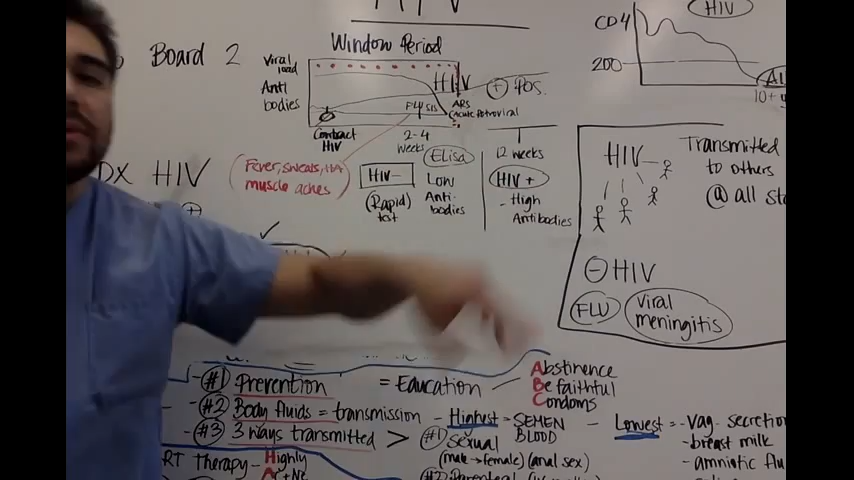 Board 2
Window Period
Viral
load
Anti
bodies
HIV
+ Pos.
ARS
(Acute Retroviral
Flu S/S
Contract
HIV
2-4
weeks
12 weeks
CD4
HIV
200
10+
DX HIV
(Fever, sweats, HA
muscle aches)
HIV-
(Rapid)
test
Elisa
Low
Anti-
bodies
HIV+
- High
Antibodies
HIV
Transmitted
to others
@ all
- HIV
FLU
viral
meningitis
#1 Prevention = Education
Abstinence
Be faithful
Condoms
- #2 Body fluids = transmission - Highest - SEMEN
BLOOD
- Lowest = - Vag. secretion
- breast milk
- amniotic
#3 3 ways transmitted > #1 Sexual
(male → female) (anal sex)
RT Therapy - Highly